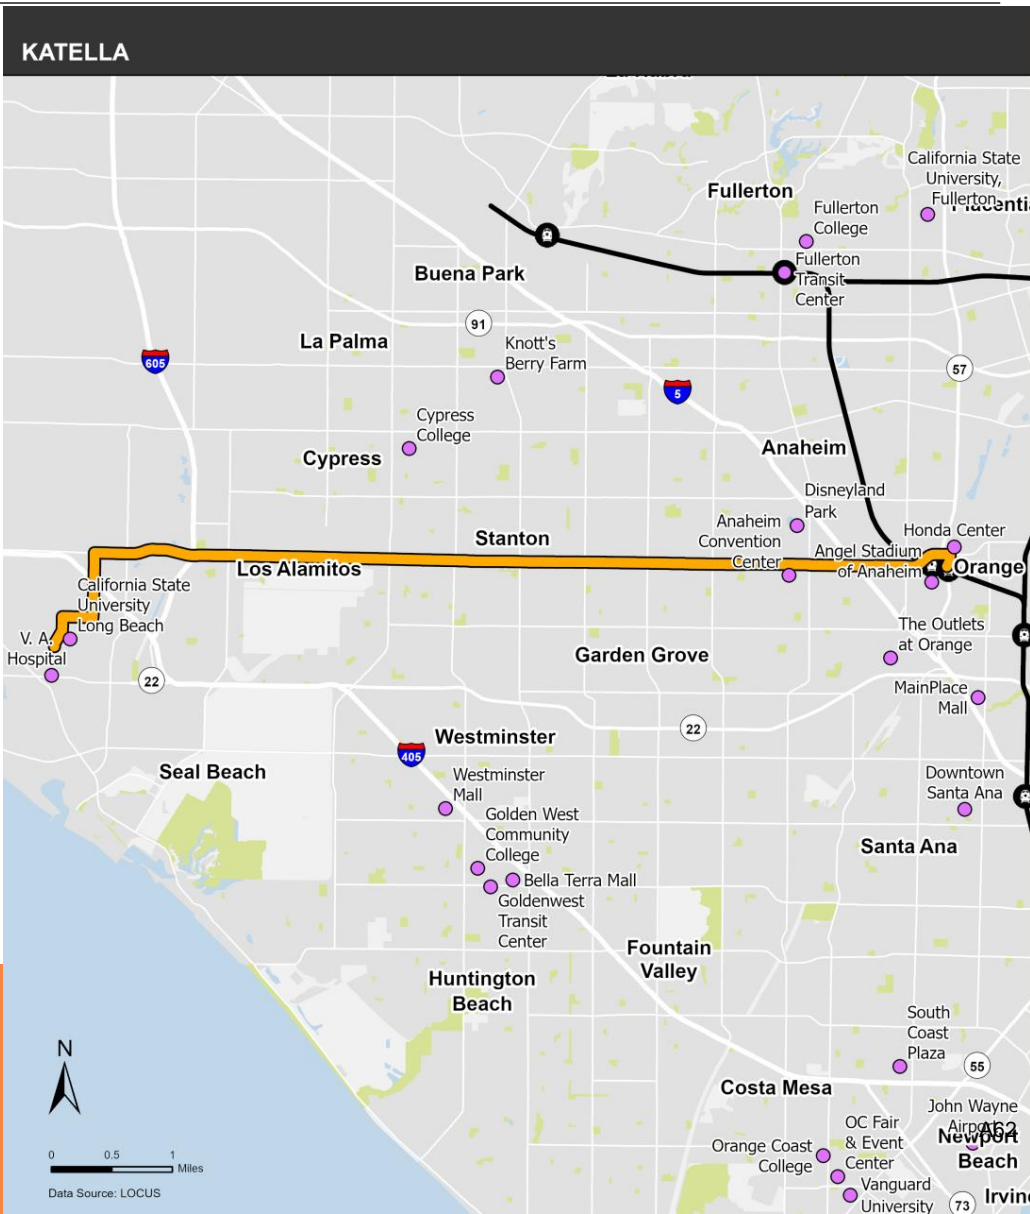 KATELLA
La Habra
California State
University,
Fullerton
Placentia
Fullerton
Fullerton
College
Fullerton
Transit
Center
Buena Park
91
La Palma
Knott's
Berry Farm
605
57
5
Cypress
College
Cypress
Anaheim
Disneyland
Park
Anaheim
Convention
Center
Honda Center
Stanton
Angel Stadium
of Anaheim
Orange
Los Alamitos
California State
University
Long Beach
V. A.
Hospital
The Outlets
at Orange
Garden Grove
22
MainPlace
Mall
22
Westminster
405
Seal Beach
Westminster
Mall
Downtown
Santa Ana
Golden West
Community
College
Santa Ana
Bella Terra Mall
Goldenwest
Transit
Center
Fountain
Valley
Huntington
Beach
South
Coast
Plaza
55
Costa Mesa
John Wayne
Airport
A62
Newport
Beach
OC Fair
& Event
Center
Orange Coast
College
Vanguard
University
73
N
0 0.5 1
Miles
Data Source: LOCUS